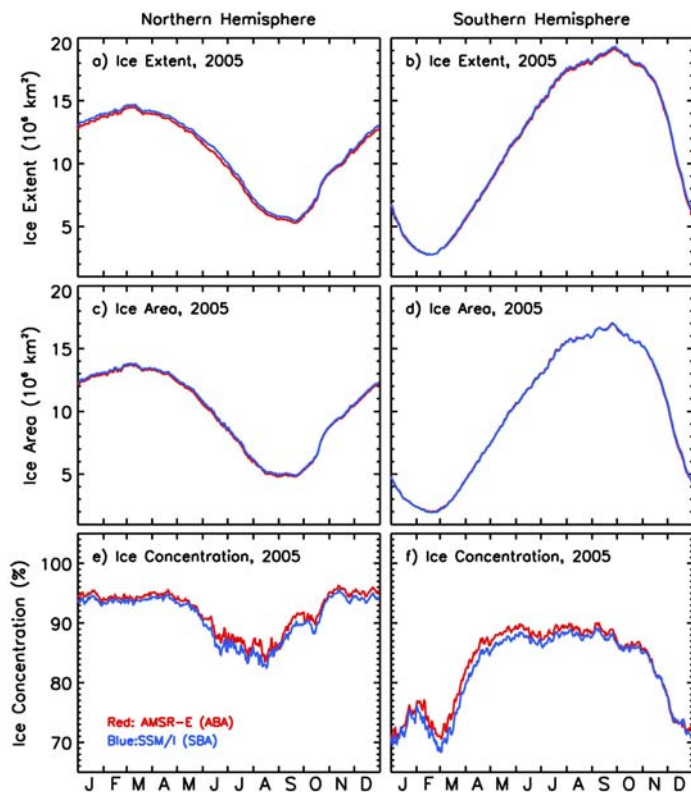 Northern Hemisphere Southern Hemisphere
20
a) Ice Extent, 2005 b) Ice Extent, 2005
15
10
5
Ice Extent (10⁶ km²)
20
c) Ice Area, 2005 d) Ice Area, 2005
15
10
5
Ice Area (10⁶ km²)
e) Ice Concentration, 2005 f) Ice Concentration, 2005
100
90
80
70
Ice Concentration (%)
Red: AMSR-E (ABA)
Blue:SSM/I (SBA)
J F M A M J J A S O N D J F M A M J J A S O N D